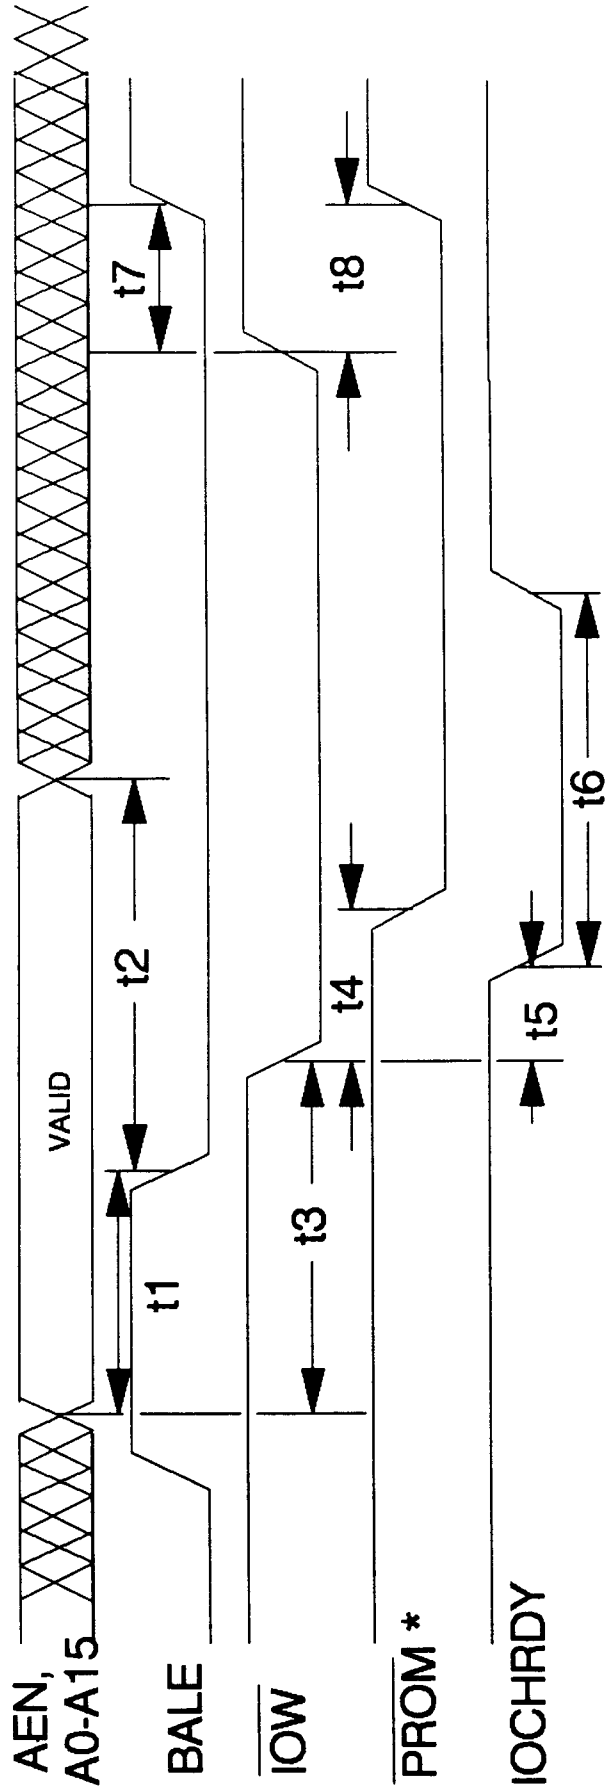 AEN,
A0-A15
VALID
t1
t2
t7
BALE
IOW
t3
t4
t8
PROM *
IOCHRDY
t5
t6